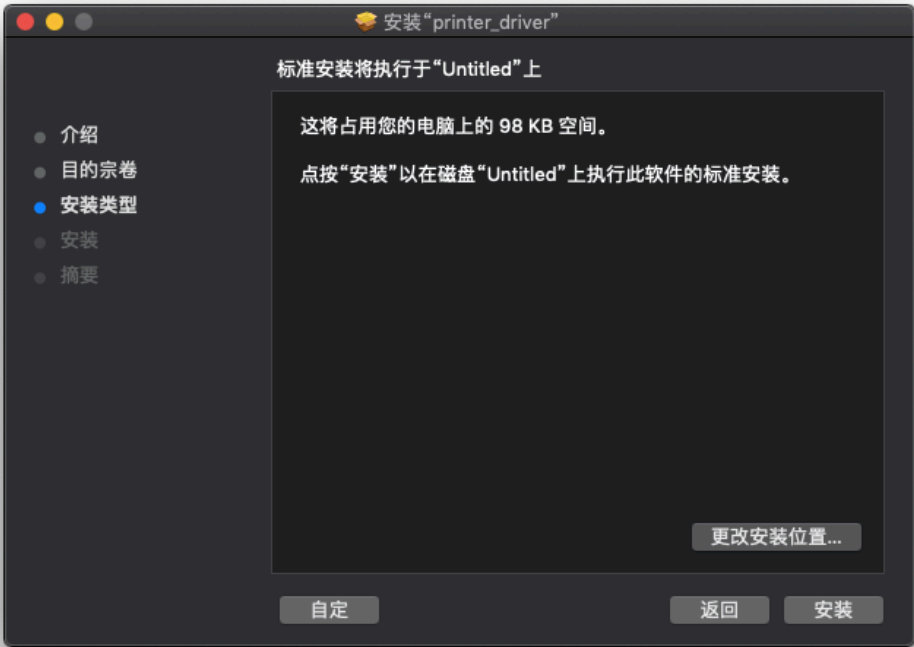 安装“printer_driver”
标准安装将执行于“Untitled”上
介绍
目的宗卷
安装类型
安装
摘要
这将占用您的电脑上的 98 KB 空间。
点按“安装”以在磁盘“Untitled”上执行此软件的标准安装。
更改安装位置...
自定
返回
安装